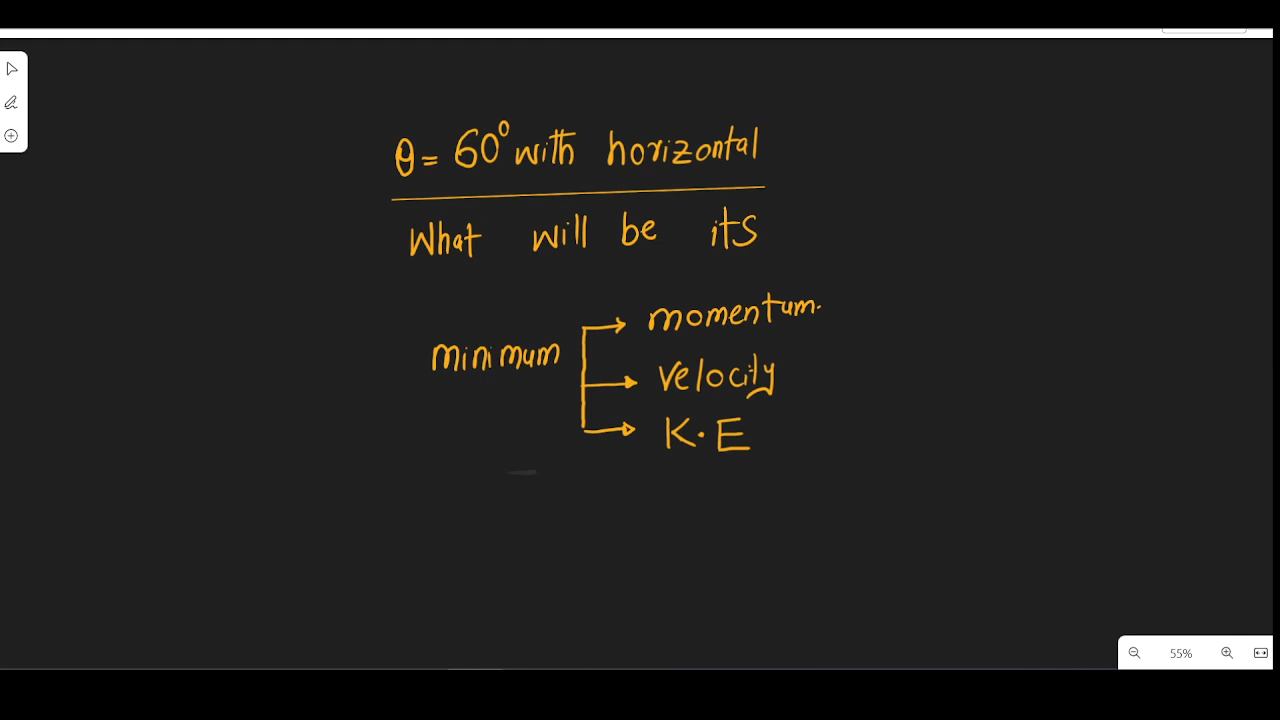 θ = 60° with horizontal
What will be its
minimum
momentum.
velocity
K.E
55%